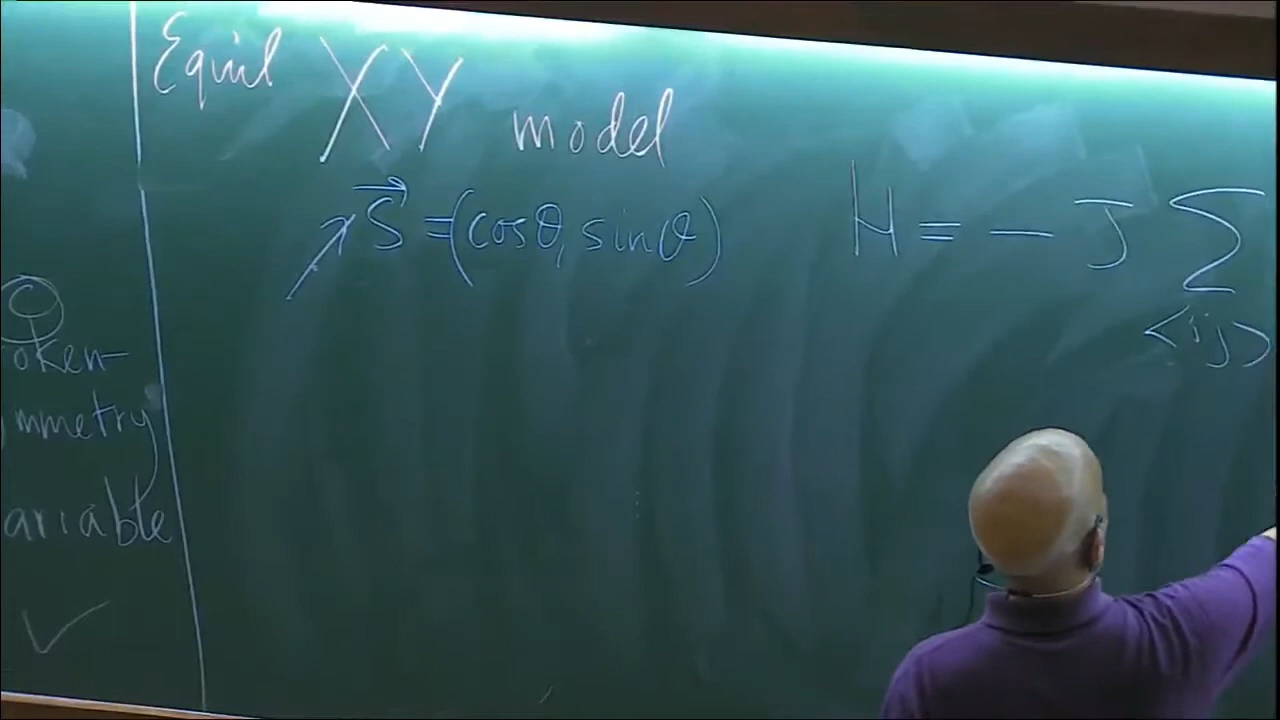 Equil XY model
S⃗ = (cosθ, sinθ) H = − J ∑
<ij>
oken-
mmetry
ariable